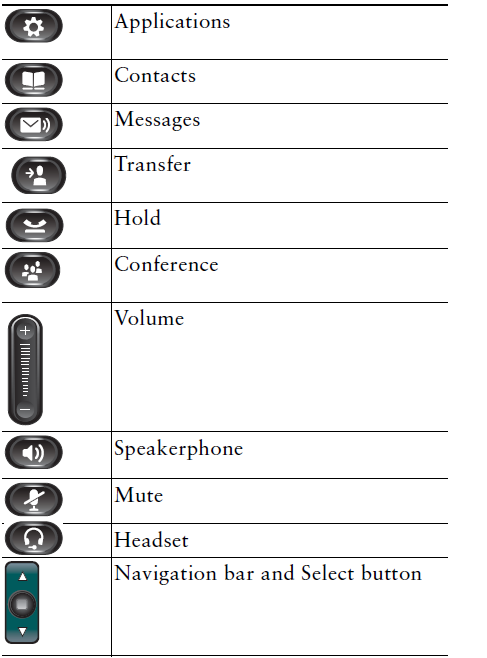 Applications
Contacts
Messages
Transfer
Hold
Conference
Volume
+
–
Speakerphone
Mute
Headset
Navigation bar and Select button